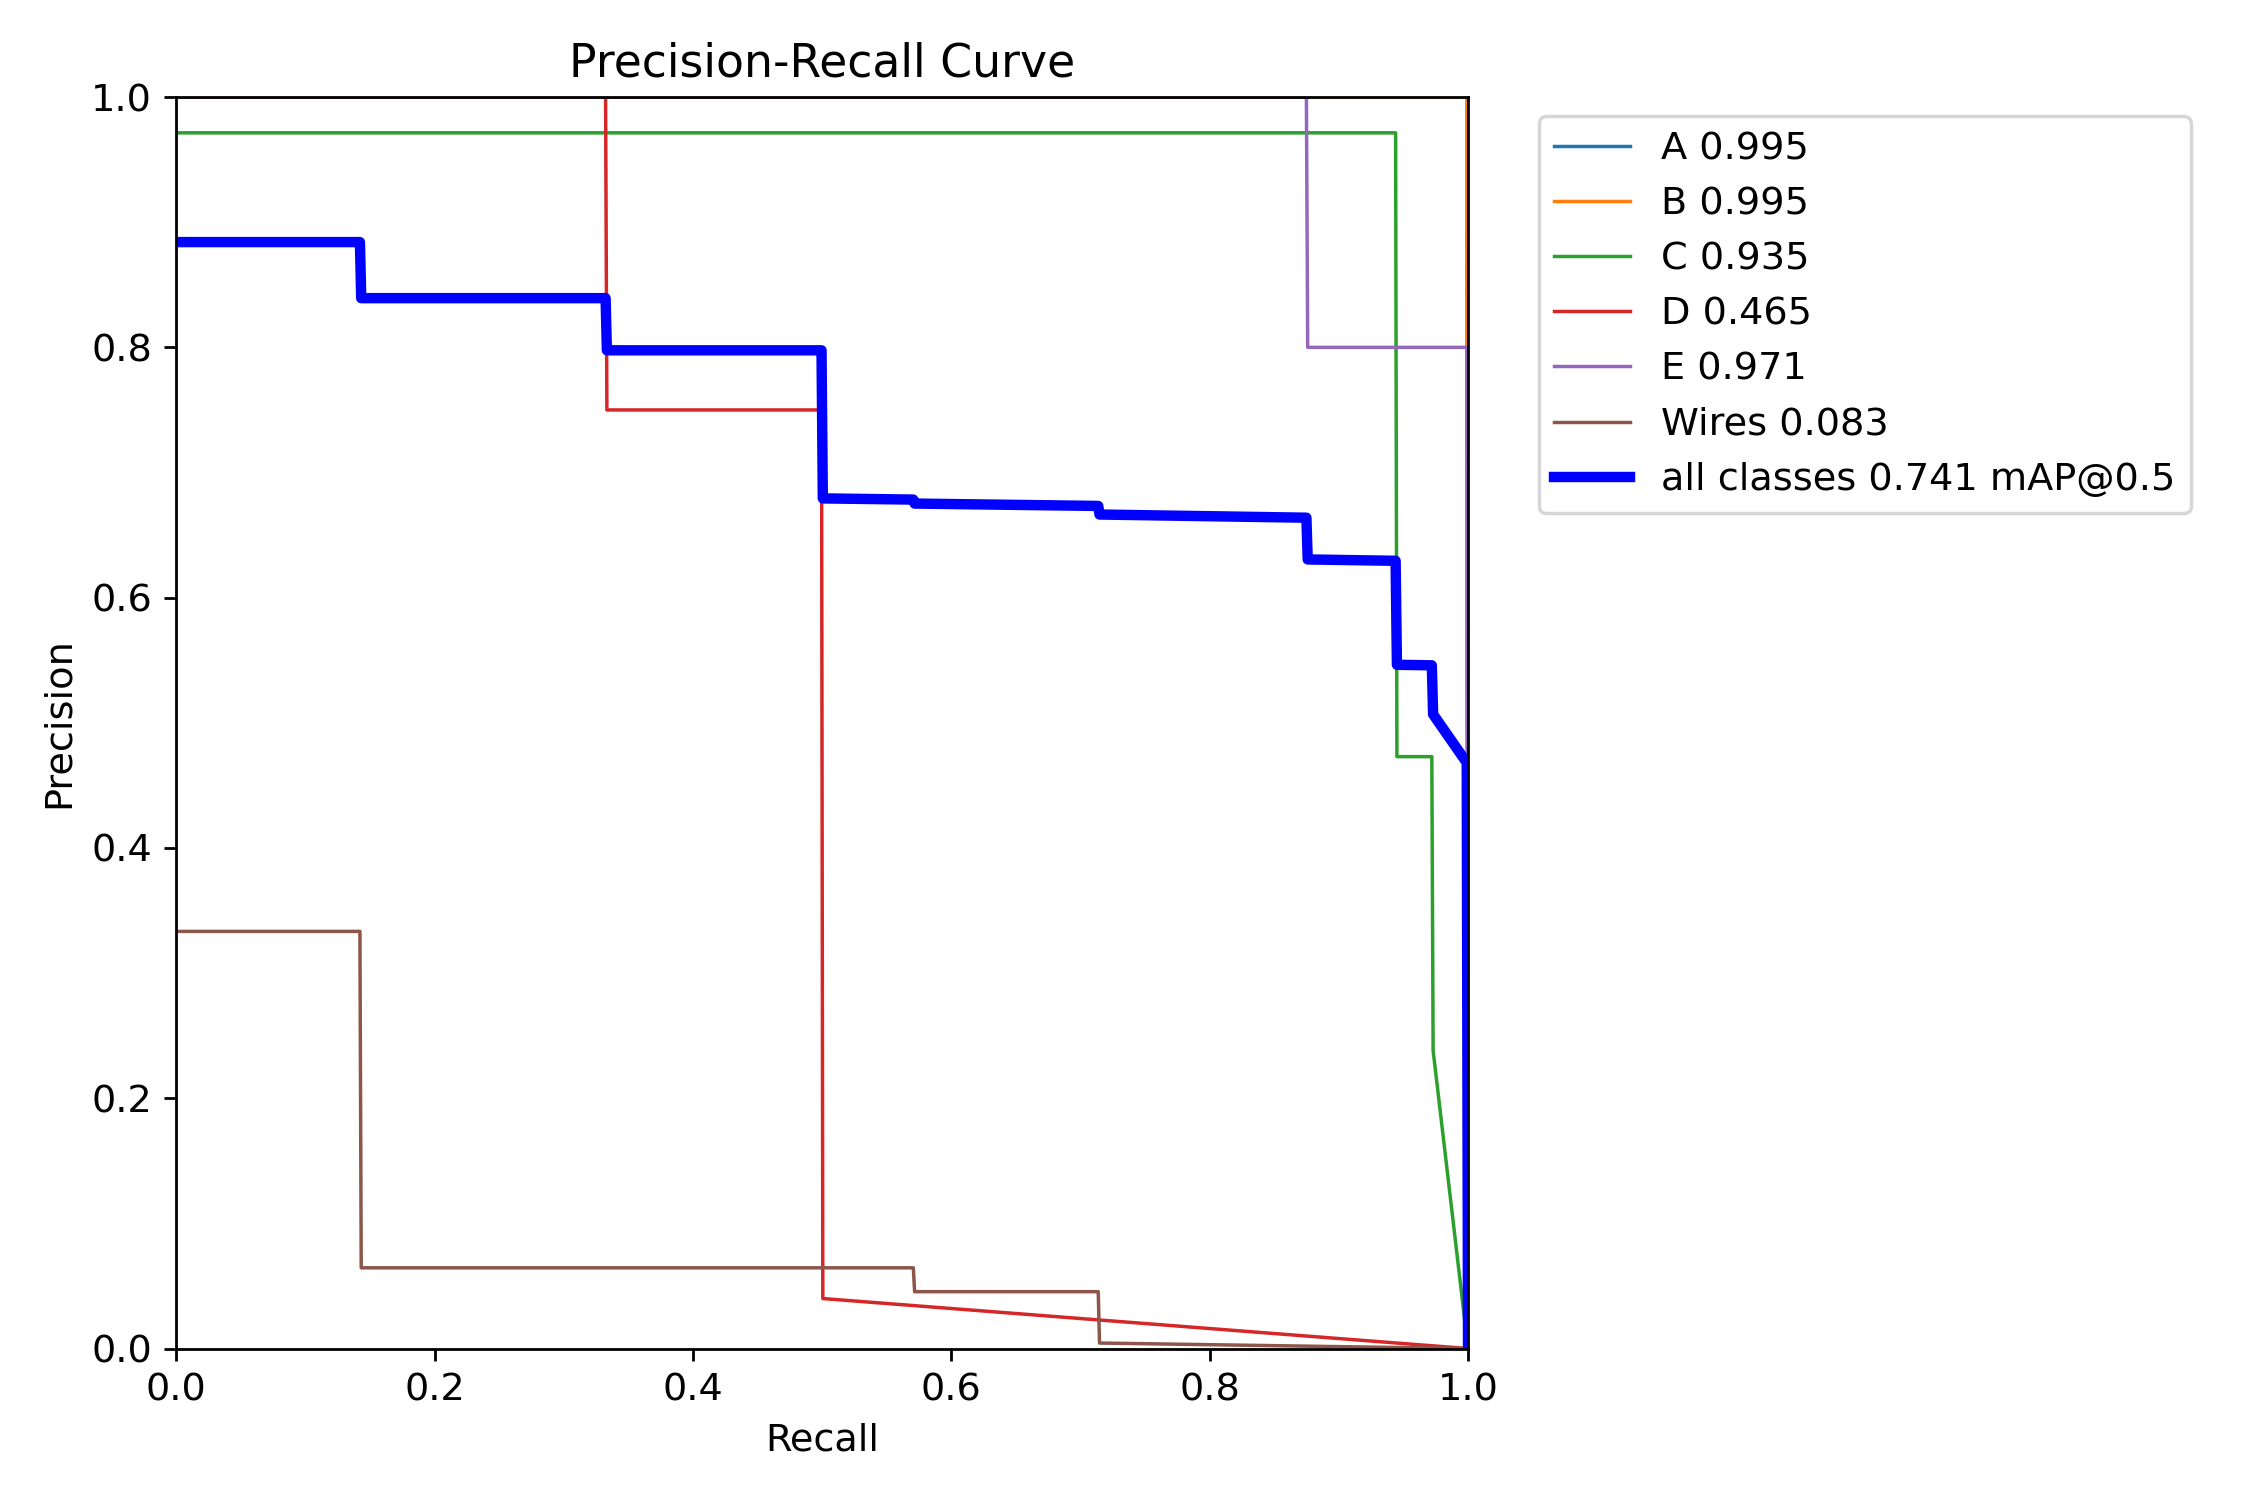 Precision-Recall Curve
1.0
0.8
0.6
0.4
0.2
0.0
Precision
0.0 0.2 0.4 0.6 0.8 1.0
Recall
A 0.995
B 0.995
C 0.935
D 0.465
E 0.971
Wires 0.083
all classes 0.741 mAP@0.5